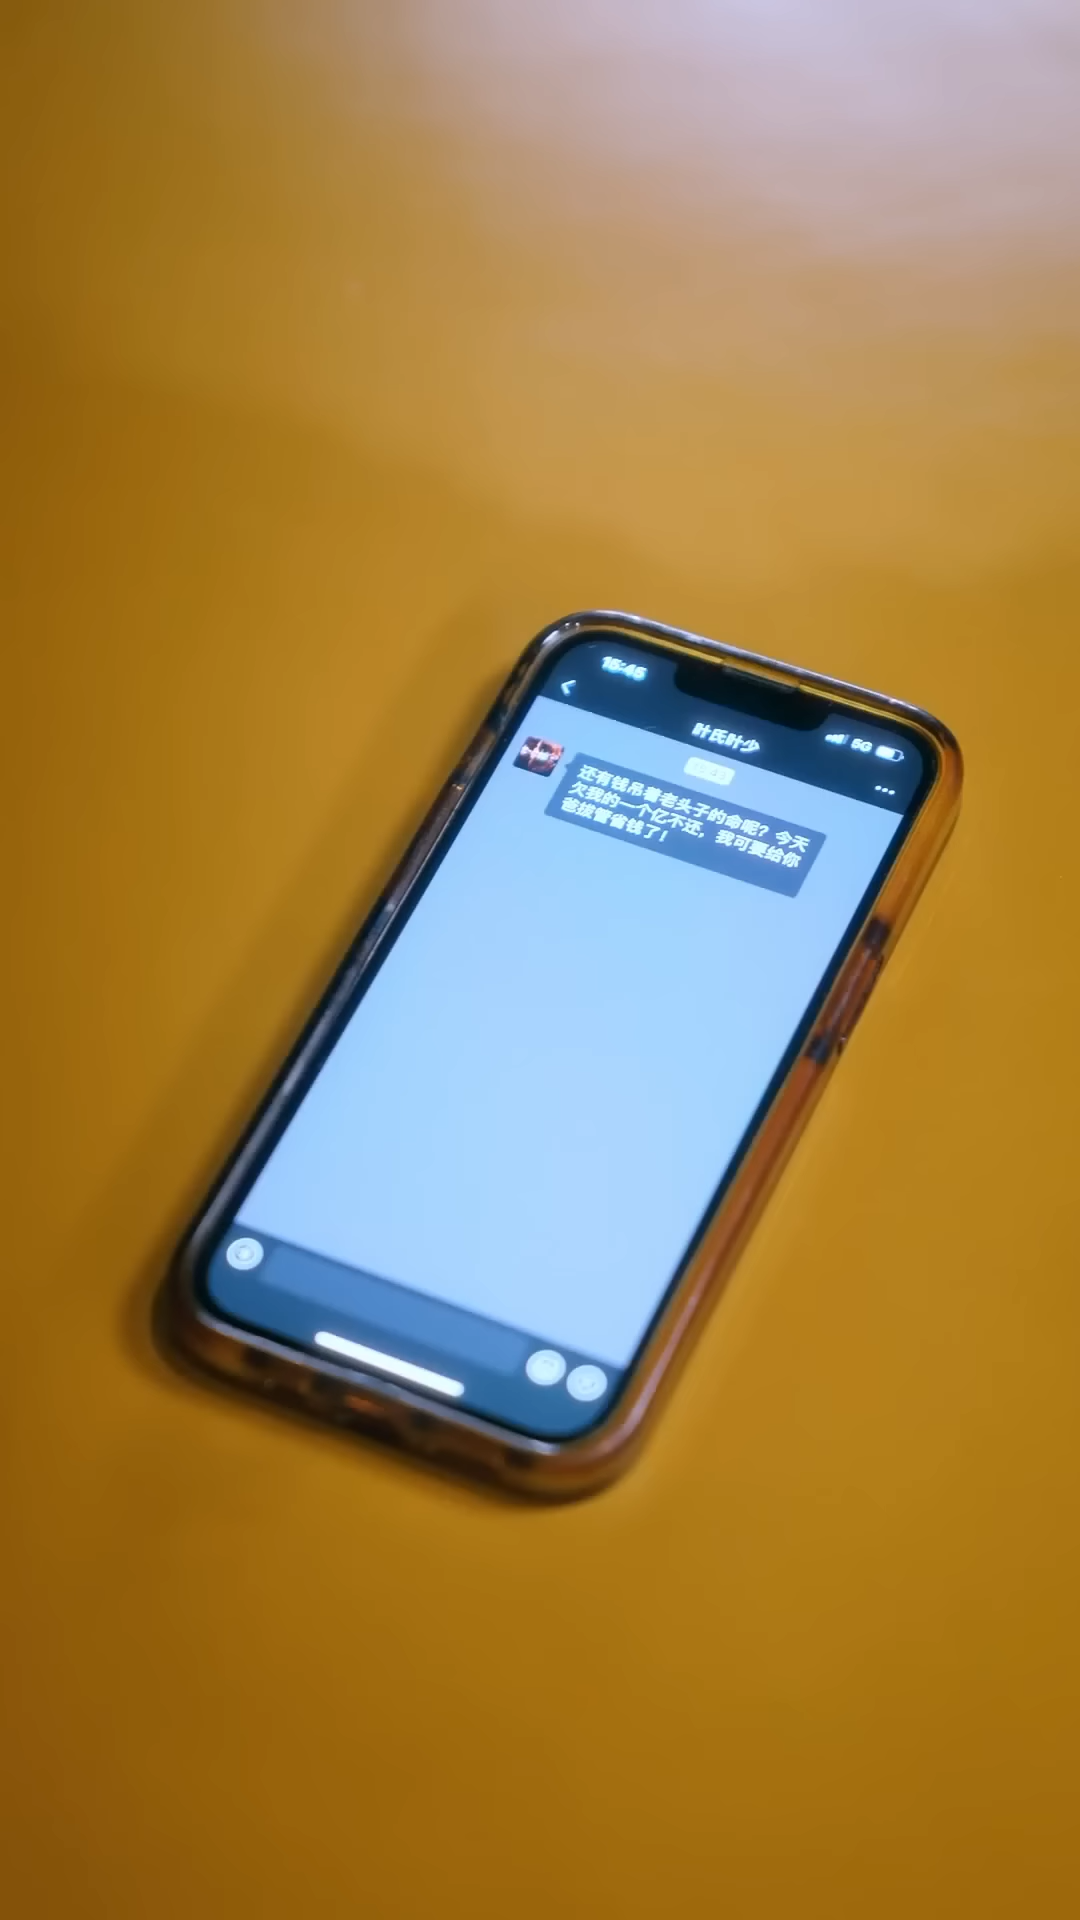 15:45
5G
叶氏叶少
还有钱吊着老头子的命呢？今天
欠我的一个亿不还，我可要给你
爸拔管省钱了！